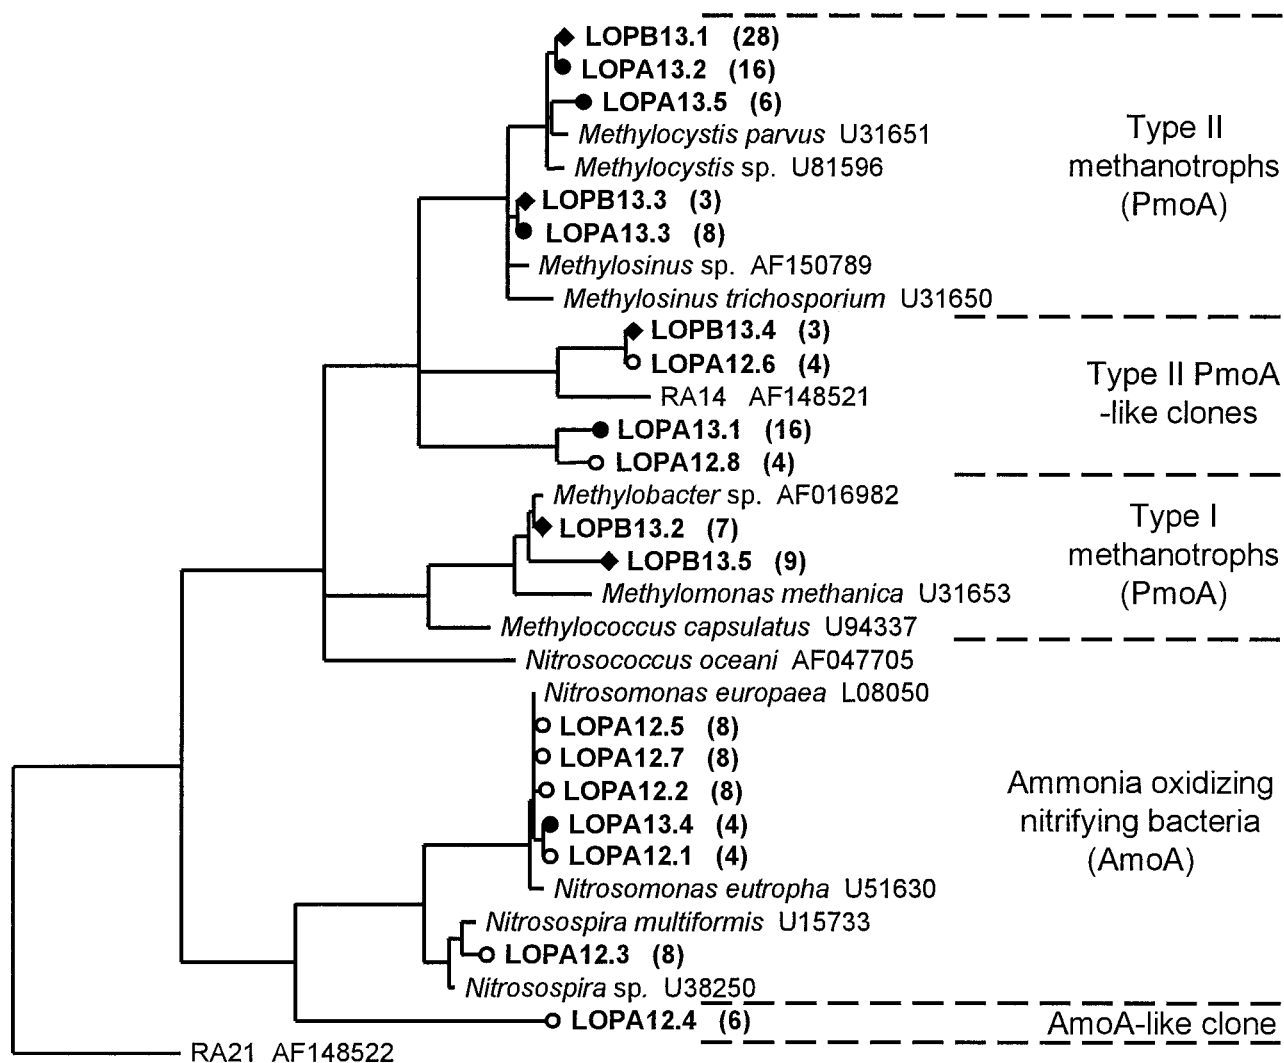 LOPB13.1 (28)
LOPA13.2 (16)
LOPA13.5 (6)
Methylocystis parvus U31651
Methylocystis sp. U81596
LOPB13.3 (3)
LOPA13.3 (8)
Methylosinus sp. AF150789
Methylosinus trichosporium U31650
Type II
methanotrophs
(PmoA)
LOPB13.4 (3)
LOPA12.6 (4)
RA14 AF148521
LOPA13.1 (16)
LOPA12.8 (4)
Type II PmoA
-like clones
Methylobacter sp. AF016982
LOPB13.2 (7)
LOPB13.5 (9)
Methylomonas methanica U31653
Methylococcus capsulatus U94337
Type I
methanotrophs
(PmoA)
Nitrosococcus oceani AF047705
Nitrosomonas europaea L08050
LOPA12.5 (8)
LOPA12.7 (8)
LOPA12.2 (8)
LOPA13.4 (4)
LOPA12.1 (4)
Nitrosomonas eutropha U51630
Nitrosospira multiformis U15733
LOPA12.3 (8)
Nitrosospira sp. U38250
Ammonia oxidizing
nitrifying bacteria
(AmoA)
LOPA12.4 (6)
AmoA-like clone
RA21 AF148522